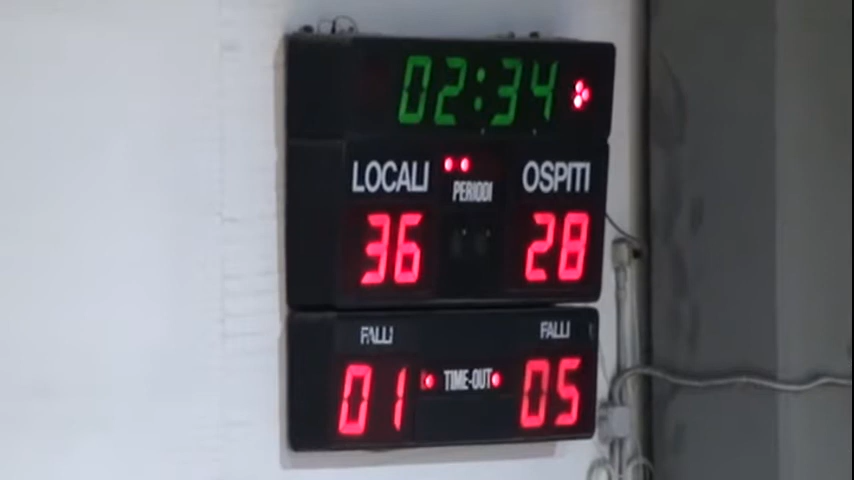 02:34
LOCALI PERIODI OSPITI
36 28
FALLI FALLI
01 TIME-OUT 05